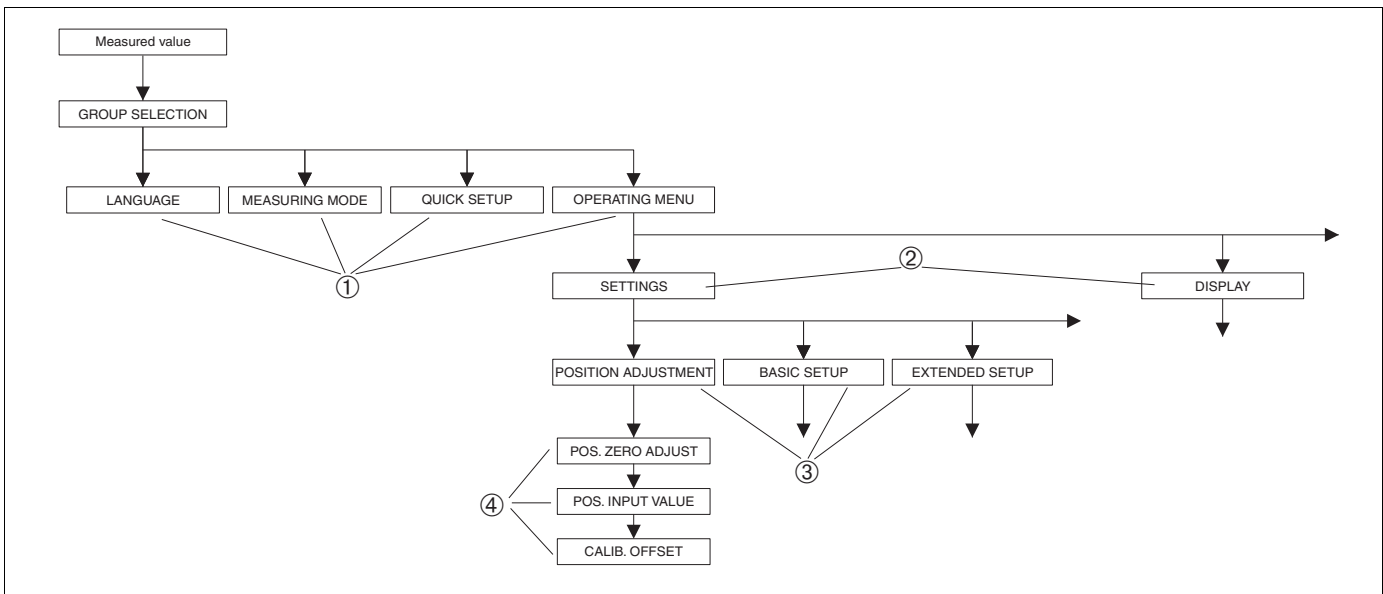 Measured value
GROUP SELECTION
LANGUAGE
MEASURING MODE
QUICK SETUP
OPERATING MENU
①
②
SETTINGS
DISPLAY
POSITION ADJUSTMENT
BASIC SETUP
EXTENDED SETUP
③
④
POS. ZERO ADJUST
POS. INPUT VALUE
CALIB. OFFSET